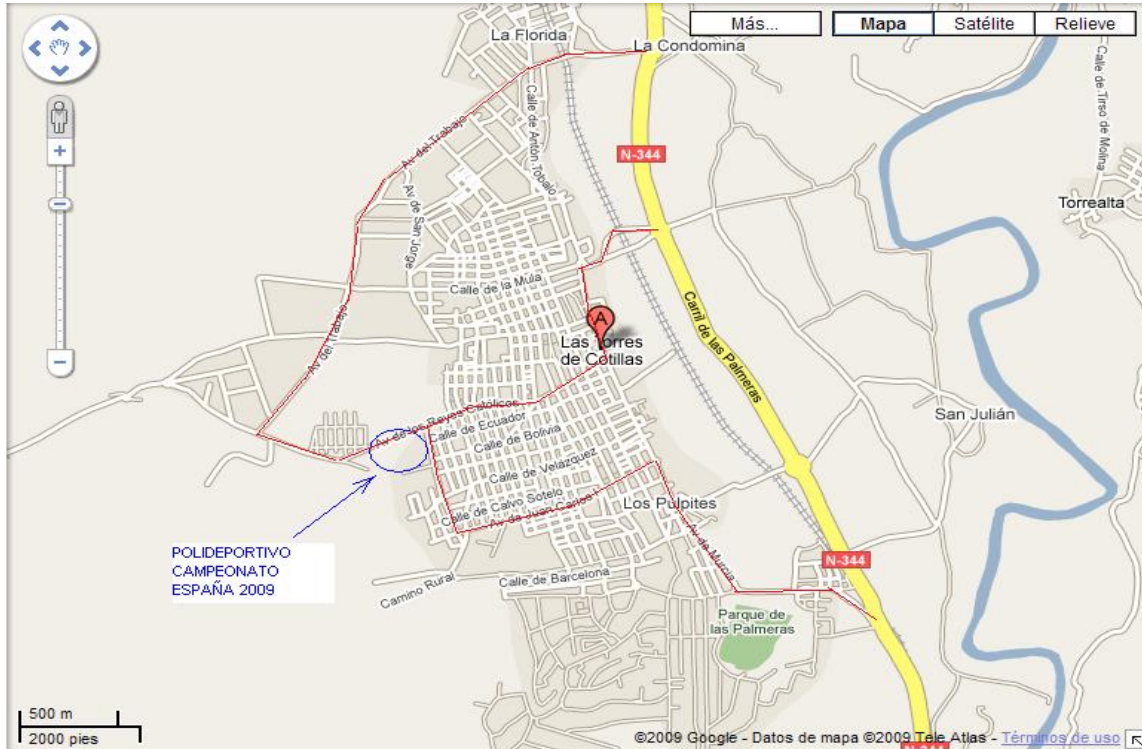 Más...
Mapa
Satélite
Relieve
La Florida
La Condomina
Calle de Tirso de Molina
Calle de Antón Tobalo
Av del Trabajo
N-344
Av de San Jorge
Torrealta
Calle de la Mula
Carril de las Palmeras
A
Las Torres
de Cotillas
Av del Trabajo
Av de los Reyes Católicos
Calle de Ecuador
Calle de Bolivia
San Julián
Calle de Velázquez
Calle de Calvo Sotelo
Av da Juan Carlos I
Los Pulpites
Av da Murcia
POLIDEPORTIVO
CAMPEONATO
ESPAÑA 2009
N-344
Calle de Barcelona
Camino Rural
Parque de
las Palmeras
500 m
2000 pies
©2009 Google - Datos de mapa ©2009 Tele Atlas - Términos de uso
N-344